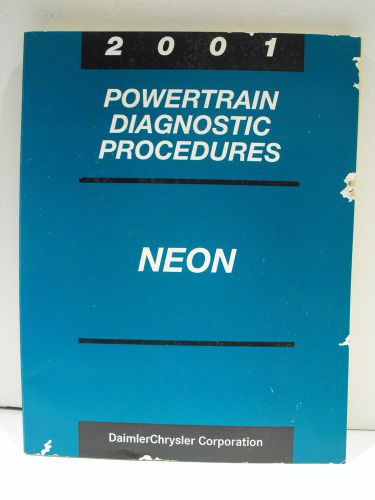 2001
POWERTRAIN
DIAGNOSTIC
PROCEDURES
NEON
DaimlerChrysler Corporation